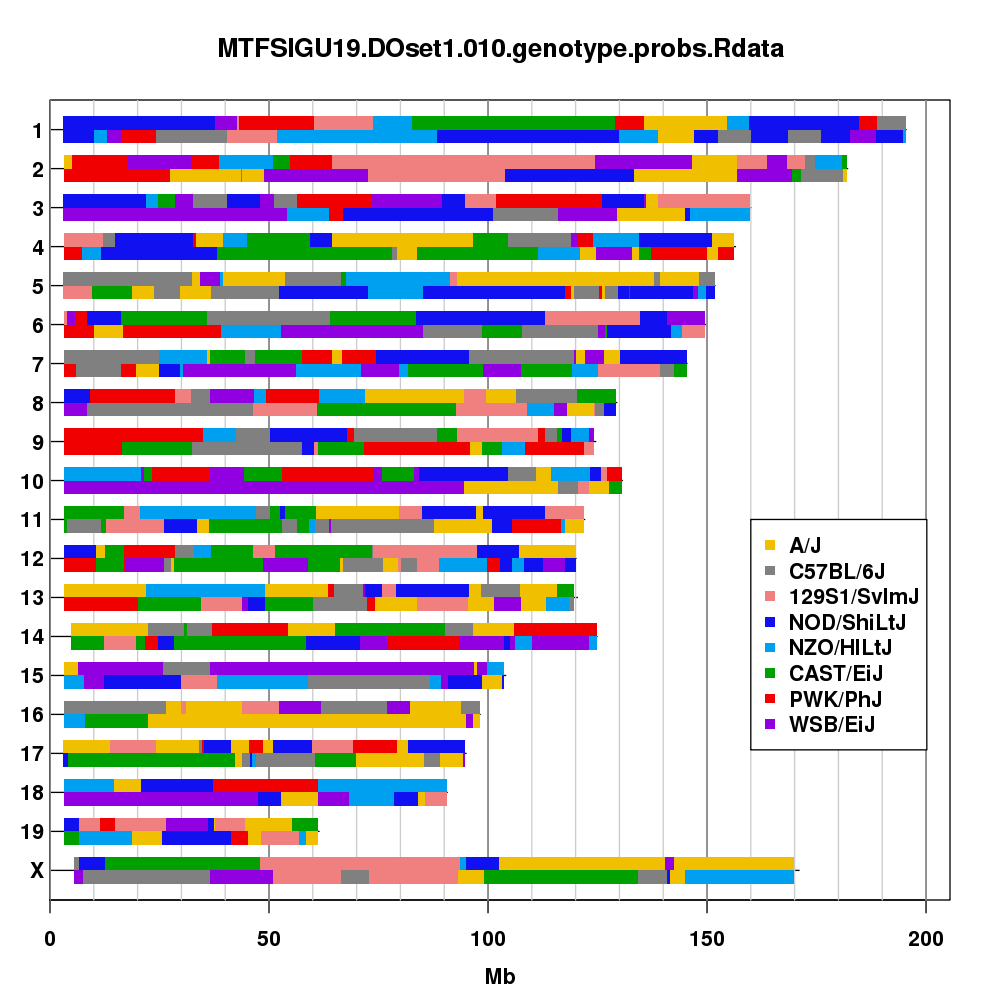 MTFSIGU19.DOset1.010.genotype.probs.Rdata
1
2
3
4
5
6
7
8
9
10
11
12
13
14
15
16
17
18
19
X
A/J
C57BL/6J
129S1/SvImJ
NOD/ShiLtJ
NZO/HILtJ
CAST/EiJ
PWK/PhJ
WSB/EiJ
0 50 100 150 200
Mb